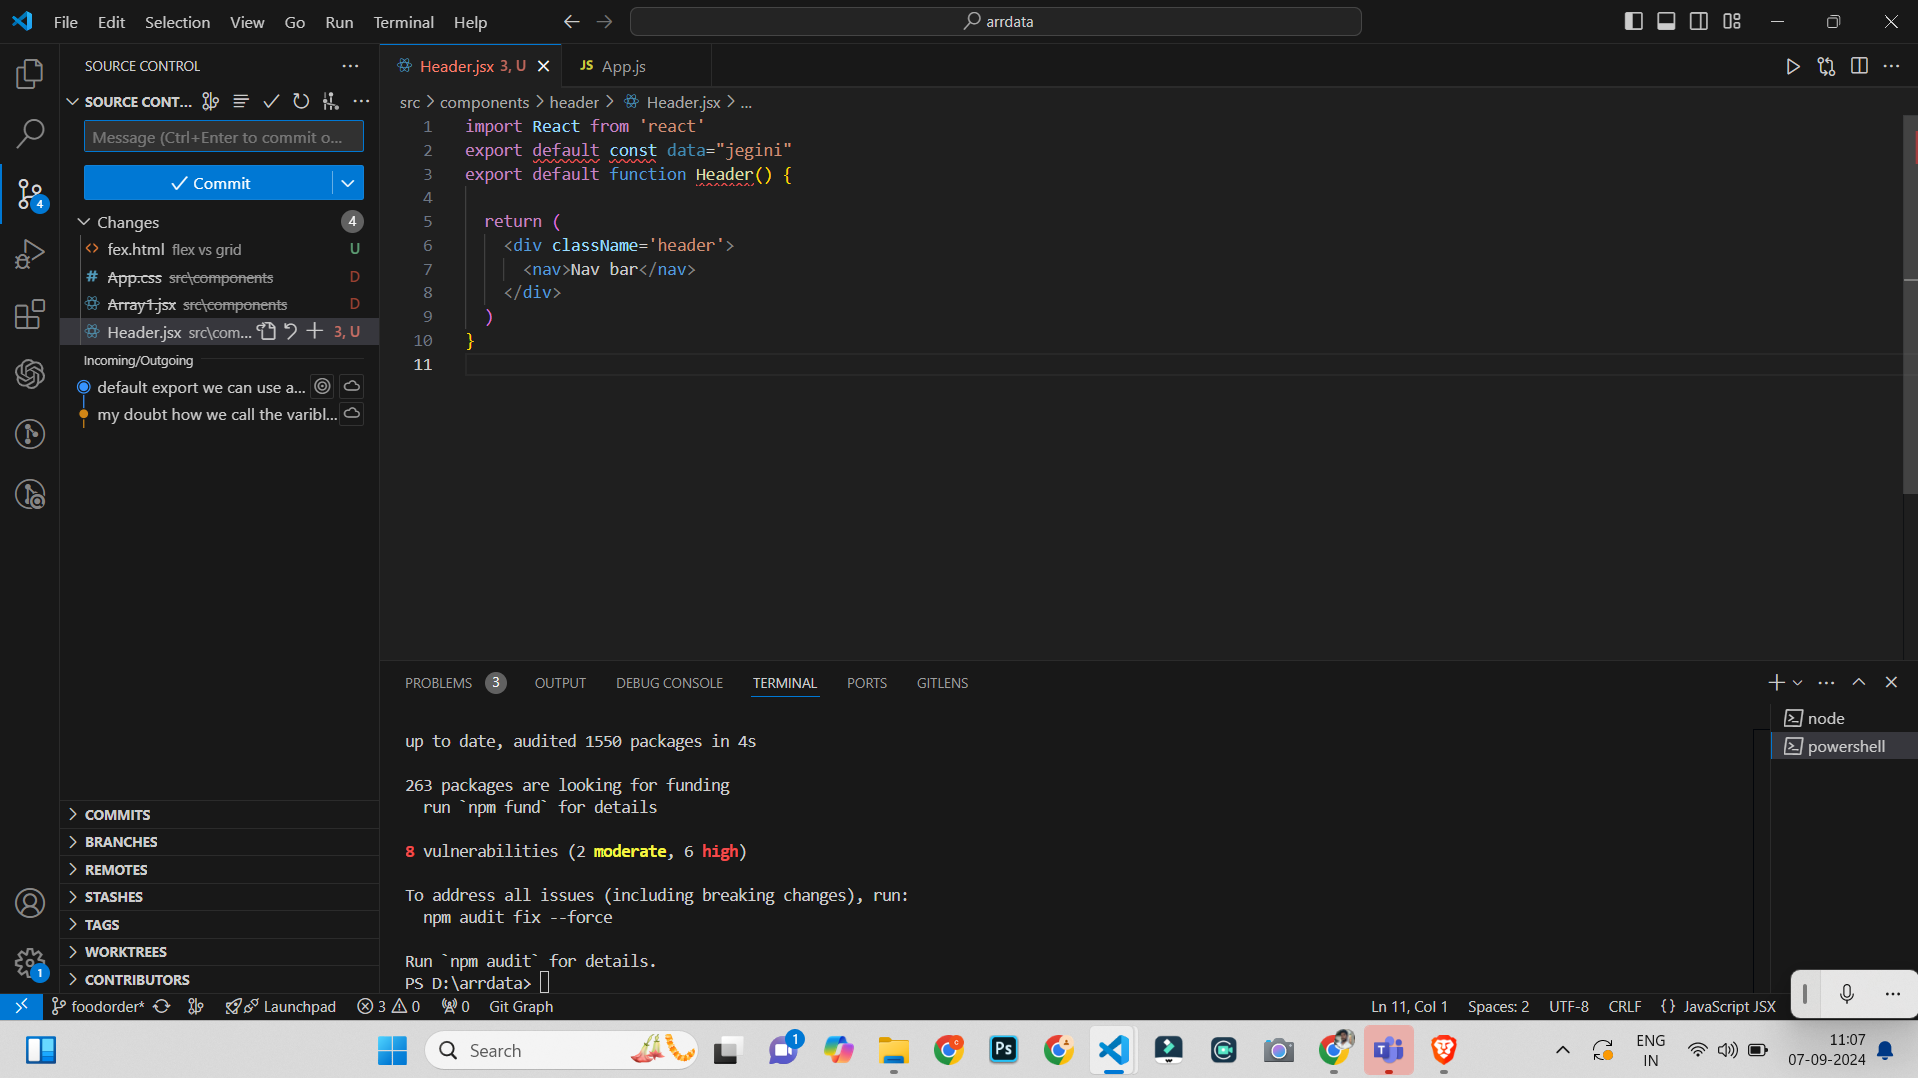 File Edit Selection View Go Run Terminal Help
arrdata
SOURCE CONTROL
SOURCE CONT...
Message (Ctrl+Enter to commit o...
Commit
Changes 4
fex.html flex vs grid U
App.css src\components D
Array1.jsx src\components D
Header.jsx src\com... 3, U
Incoming/Outgoing
default export we can use a...
my doubt how we call the varibl...
COMMITS
BRANCHES
REMOTES
STASHES
TAGS
WORKTREES
CONTRIBUTORS
4
1
Header.jsx 3, U
JS App.js
src > components > header > Header.jsx > ...
1 import React from 'react'
2 export default const data="jegini"
3 export default function Header() {
4
5 return (
6 <div className='header'>
7 <nav>Nav bar</nav>
8 </div>
9 )
10 }
11
PROBLEMS 3 OUTPUT DEBUG CONSOLE TERMINAL PORTS GITLENS
up to date, audited 1550 packages in 4s
263 packages are looking for funding
run `npm fund` for details
8 vulnerabilities (2 moderate, 6 high)
To address all issues (including breaking changes), run:
npm audit fix --force
Run `npm audit` for details.
PS D:\arrdata>
node
powershell
foodorder* Launchpad 3 0 0 Git Graph
Ln 11, Col 1 Spaces: 2 UTF-8 CRLF {} JavaScript JSX
Search
1
Ps
ENG
IN
11:07
07-09-2024